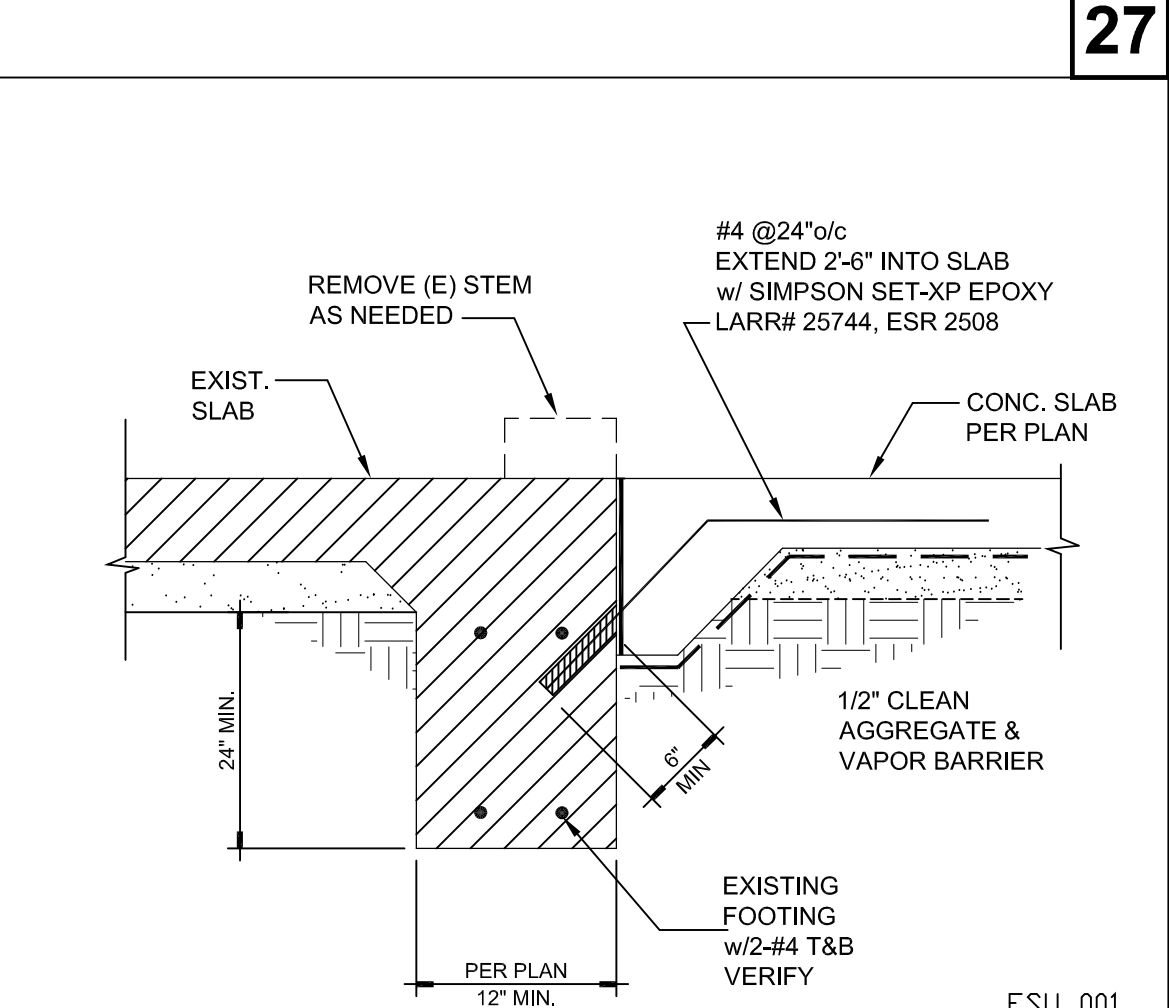 27
#4 @24"o/c
EXTEND 2'-6" INTO SLAB
w/ SIMPSON SET-XP EPOXY
LARR# 25744, ESR 2508
REMOVE (E) STEM
AS NEEDED
EXIST.
SLAB
CONC. SLAB
PER PLAN
24" MIN.
6"
MIN
1/2" CLEAN
AGGREGATE &
VAPOR BARRIER
EXISTING
FOOTING
w/2-#4 T&B
VERIFY
PER PLAN
12" MIN.